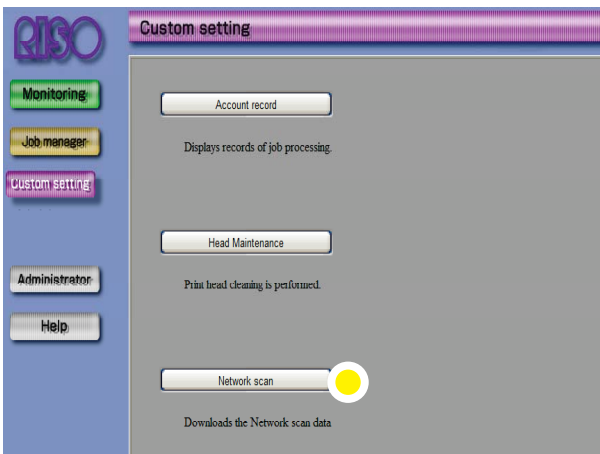 RISO
Custom setting
Monitoring
Account record
Job manager
Displays records of job processing.
Custom setting
Head Maintenance
Administrator
Print head cleaning is performed.
Help
Network scan
Downloads the Network scan data